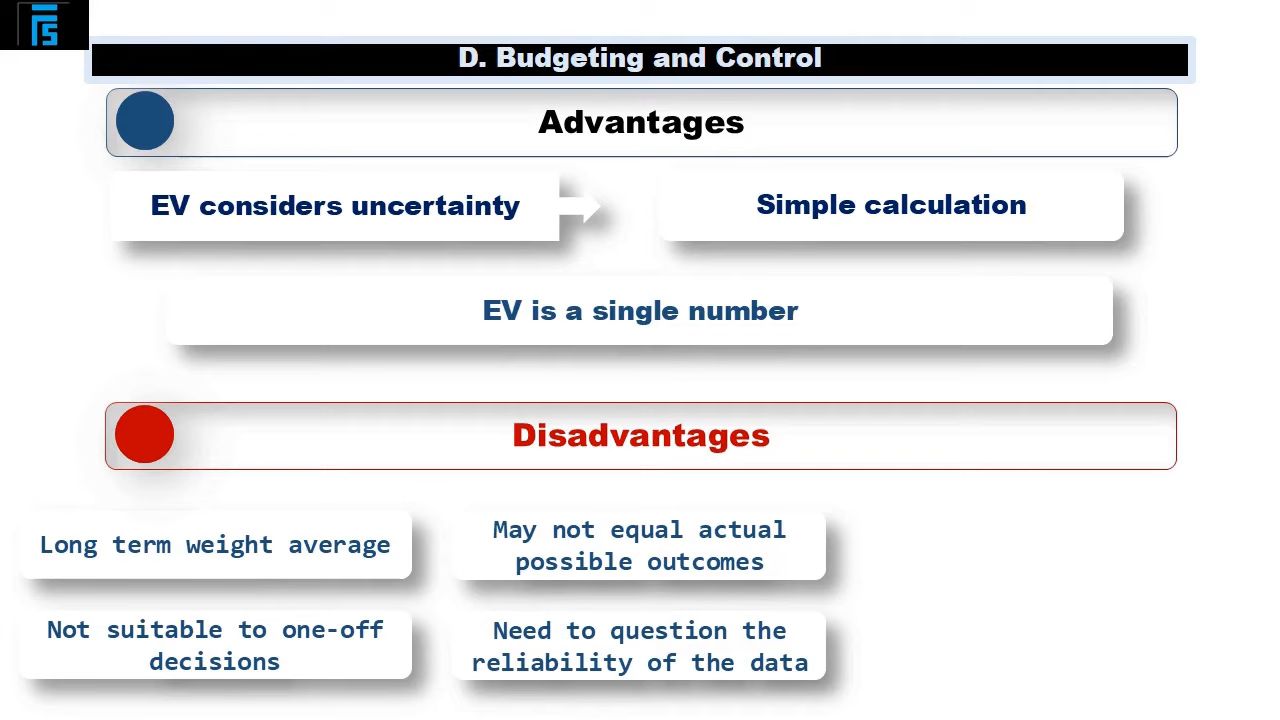 D. Budgeting and Control
Advantages
EV considers uncertainty
Simple calculation
EV is a single number
Disadvantages
Long term weight average
May not equal actual
possible outcomes
Not suitable to one-off
decisions
Need to question the
reliability of the data